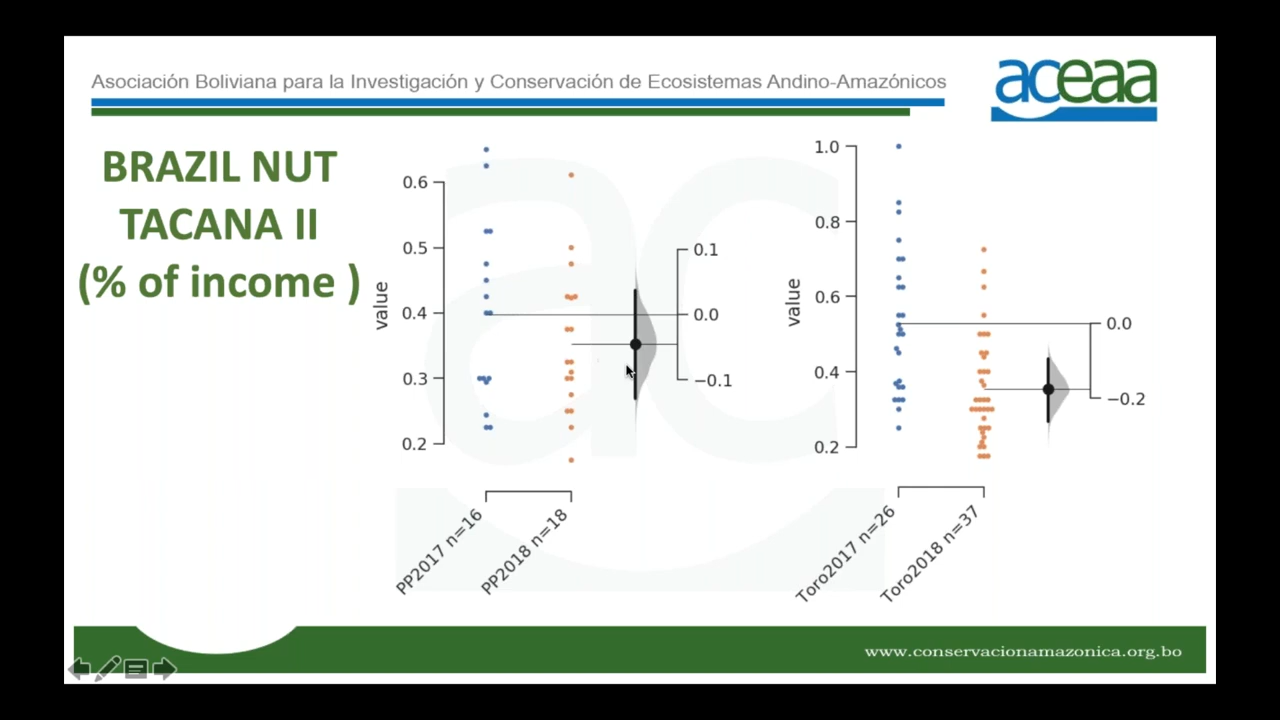 Asociación Boliviana para la Investigación y Conservación de Ecosistemas Andino-Amazónicos
aceaa
BRAZIL NUT
TACANA II
(% of income )
value
0.6
0.5
0.4
0.3
0.2
0.1
0.0
−0.1
PP2017 n=16
PP2018 n=18
value
1.0
0.8
0.6
0.4
0.2
0.0
−0.2
Toro2017 n=26
Toro2018 n=37
www.conservacionamazonica.org.bo